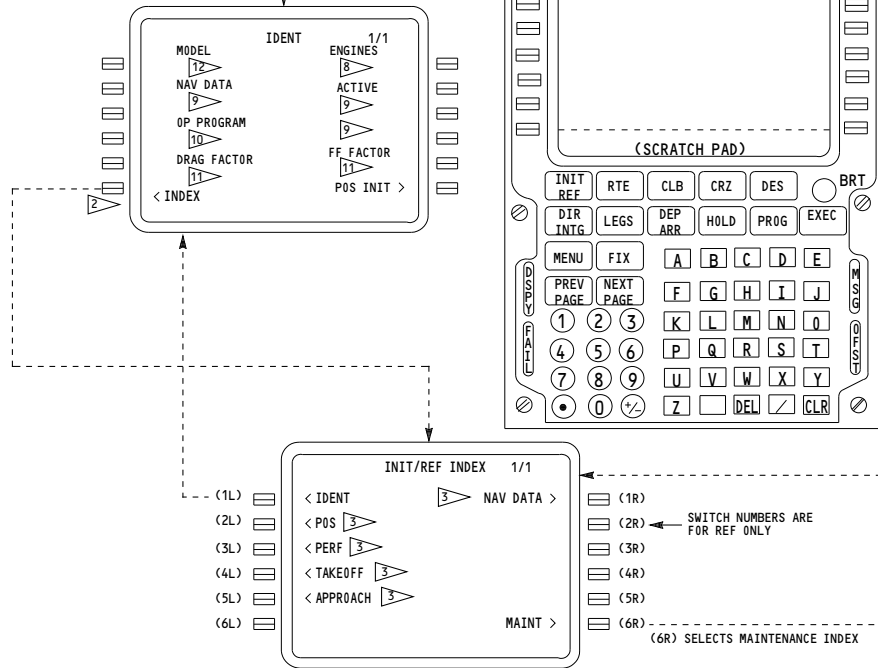 IDENT 1/1
MODEL ENGINES
12 8
NAV DATA ACTIVE
9 9
OP PROGRAM
10 9
DRAG FACTOR FF FACTOR
11 11
< INDEX POS INIT >
2
(SCRATCH PAD)
INIT REF RTE CLB CRZ DES BRT
DIR INTG LEGS DEP ARR HOLD PROG EXEC
MENU FIX A B C D E
PREV PAGE NEXT PAGE F G H I J
1 2 3 K L M N O
4 5 6 P Q R S T
7 8 9 U V W X Y
• 0 +/- Z DEL / CLR
DSPY
FAIL
MSG
OFST
INIT/REF INDEX 1/1
(1L) < IDENT 3 NAV DATA > (1R)
(2L) < POS 3 (2R) SWITCH NUMBERS ARE
FOR REF ONLY
(3L) < PERF 3 (3R)
(4L) < TAKEOFF 3 (4R)
(5L) < APPROACH 3 (5R)
(6L) MAINT > (6R)
(6R) SELECTS MAINTENANCE INDEX